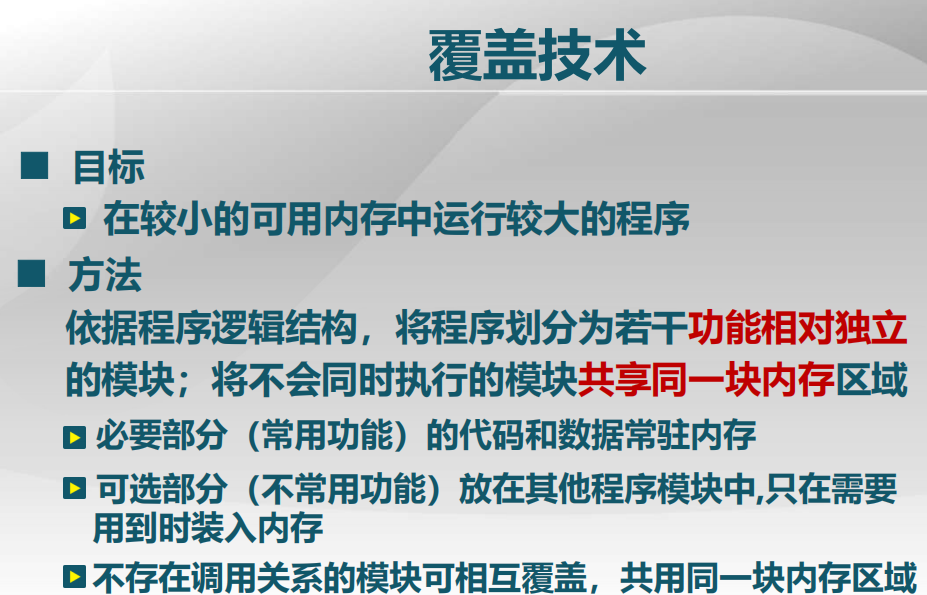 覆盖技术
目标
在较小的可用内存中运行较大的程序
方法
依据程序逻辑结构，将程序划分为若干功能相对独立
的模块；将不会同时执行的模块共享同一块内存区域
必要部分（常用功能）的代码和数据常驻内存
可选部分（不常用功能）放在其他程序模块中,只在需要
用到时装入内存
不存在调用关系的模块可相互覆盖，共用同一块内存区域